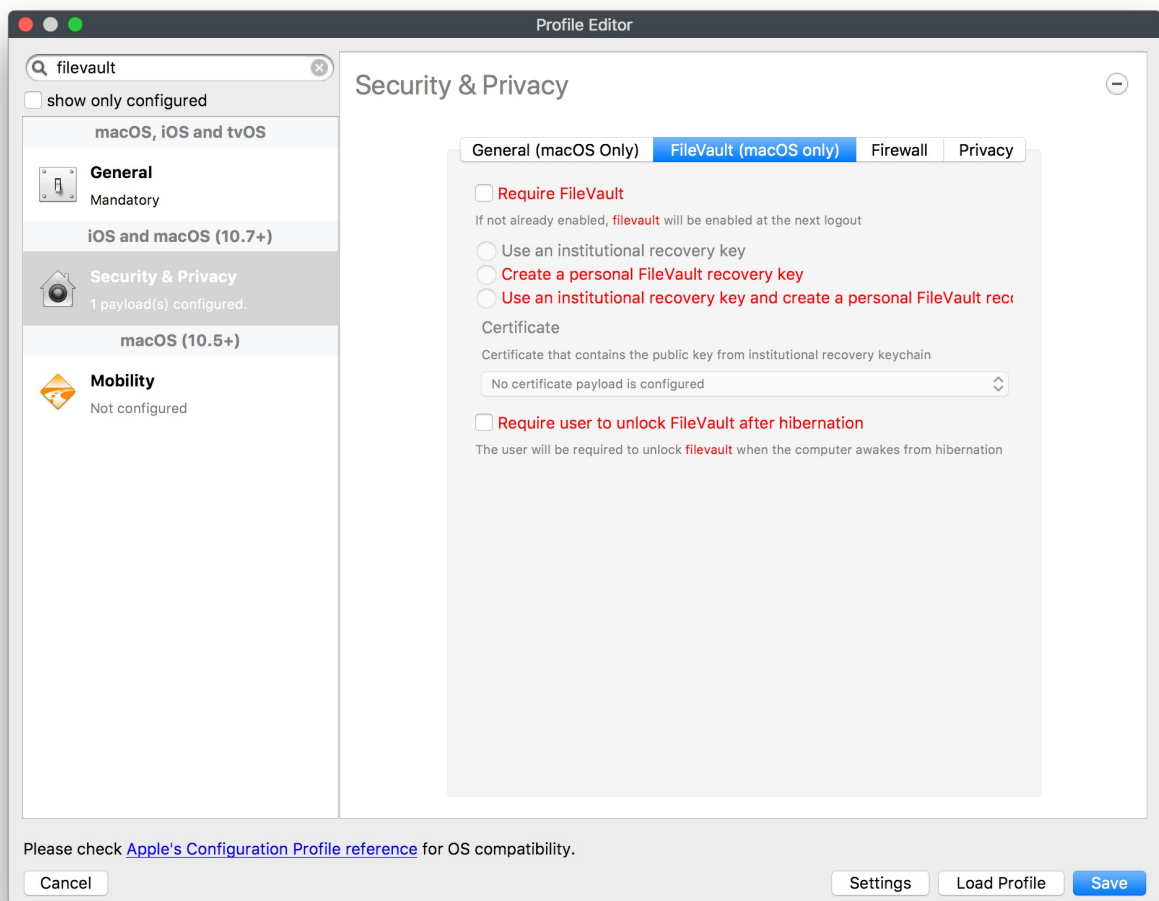 Profile Editor
filevault
show only configured
macOS, iOS and tvOS
General
Mandatory
iOS and macOS (10.7+)
Security & Privacy
1 payload(s) configured.
macOS (10.5+)
Mobility
Not configured
Security & Privacy
General (macOS Only) FileVault (macOS only) Firewall Privacy
Require FileVault
If not already enabled, filevault will be enabled at the next logout
Use an institutional recovery key
Create a personal FileVault recovery key
Use an institutional recovery key and create a personal FileVault
Certificate
Certificate that contains the public key from institutional recovery keychain
No certificate payload is configured
Require user to unlock FileVault after hibernation
The user will be required to unlock filevault when the computer awakes from hibernation
Please check Apple's Configuration Profile reference for OS compatibility.
Cancel Settings Load Profile Save